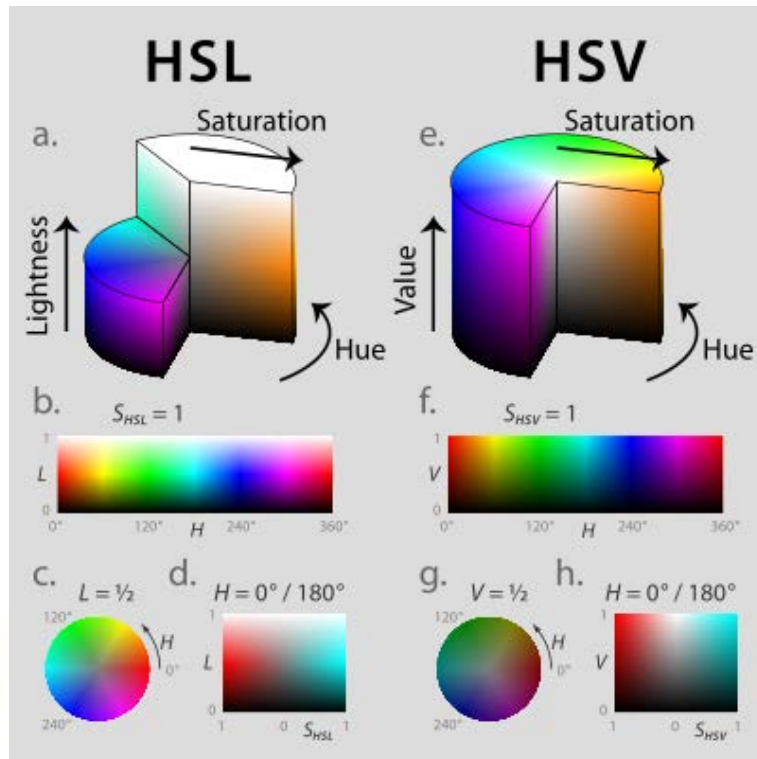 HSL
HSV
a.
Saturation
Lightness
Hue
e.
Saturation
Value
Hue
b.
S_HSL = 1
1
L
0
0°
120°
H
240°
360°
f.
S_HSV = 1
1
V
0
0°
120°
H
240°
360°
c.
L = ½
120°
H
0°
240°
d.
H = 0° / 180°
1
L
0
1
0
S_HSL
1
g.
V = ½
120°
H
0°
240°
h.
H = 0° / 180°
1
V
0
1
0
S_HSV
1